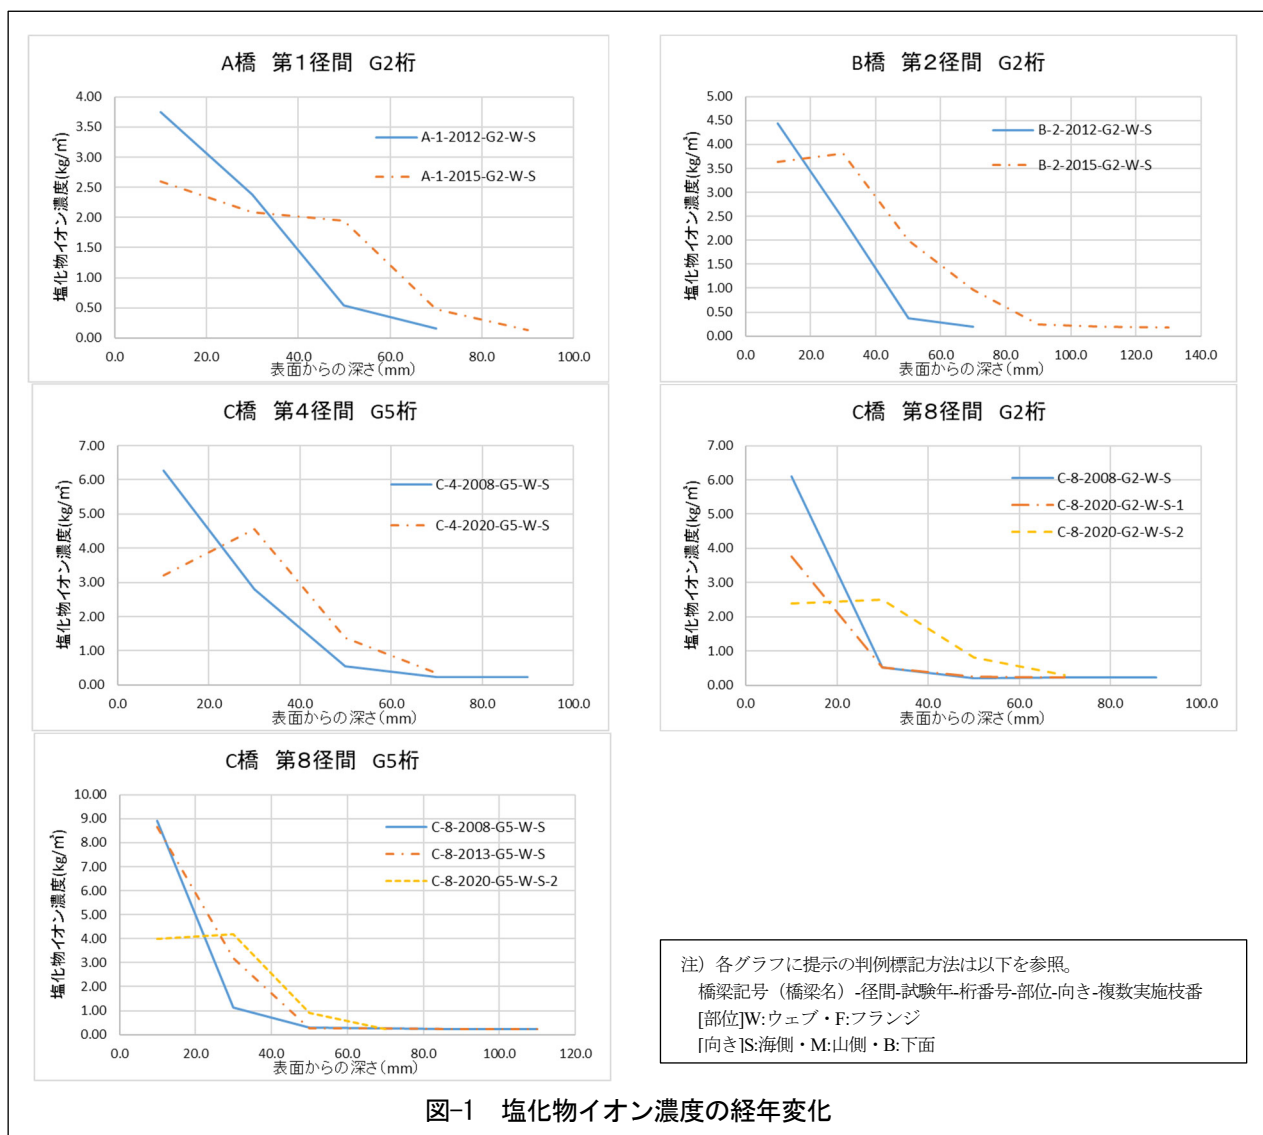 A橋 第１径間 G2桁
塩化物イオン濃度(kg/㎥)
4.00
3.50
3.00
2.50
2.00
1.50
1.00
0.50
0.00
0.0 20.0 40.0 60.0 80.0 100.0
表面からの深さ(mm)
A-1-2012-G2-W-S
A-1-2015-G2-W-S
B橋 第２径間 G2桁
塩化物イオン濃度(kg/㎥)
5.00
4.50
4.00
3.50
3.00
2.50
2.00
1.50
1.00
0.50
0.00
0.0 20.0 40.0 60.0 80.0 100.0 120.0 140.0
表面からの深さ(mm)
B-2-2012-G2-W-S
B-2-2015-G2-W-S
C橋 第４径間 G5桁
塩化物イオン濃度(kg/㎥)
7.00
6.00
5.00
4.00
3.00
2.00
1.00
0.00
0.0 20.0 40.0 60.0 80.0 100.0
表面からの深さ(mm)
C-4-2008-G5-W-S
C-4-2020-G5-W-S
C橋 第８径間 G2桁
塩化物イオン濃度(kg/㎥)
7.00
6.00
5.00
4.00
3.00
2.00
1.00
0.00
0.0 20.0 40.0 60.0 80.0 100.0
表面からの深さ(mm)
C-8-2008-G2-W-S
C-8-2020-G2-W-S-1
C-8-2020-G2-W-S-2
C橋 第８径間 G5桁
塩化物イオン濃度(kg/㎥)
10.00
9.00
8.00
7.00
6.00
5.00
4.00
3.00
2.00
1.00
0.00
0.0 20.0 40.0 60.0 80.0 100.0 120.0
表面からの深さ(mm)
C-8-2008-G5-W-S
C-8-2013-G5-W-S
C-8-2020-G5-W-S-2
注）各グラフに提示の判例標記方法は以下を参照。
橋梁記号（橋梁名）-径間-試験年-桁番号-部位-向き-複数実施枝番
[部位]W:ウェブ・F:フランジ
[向き]S:海側・M:山側・B:下面
図-1 塩化物イオン濃度の経年変化